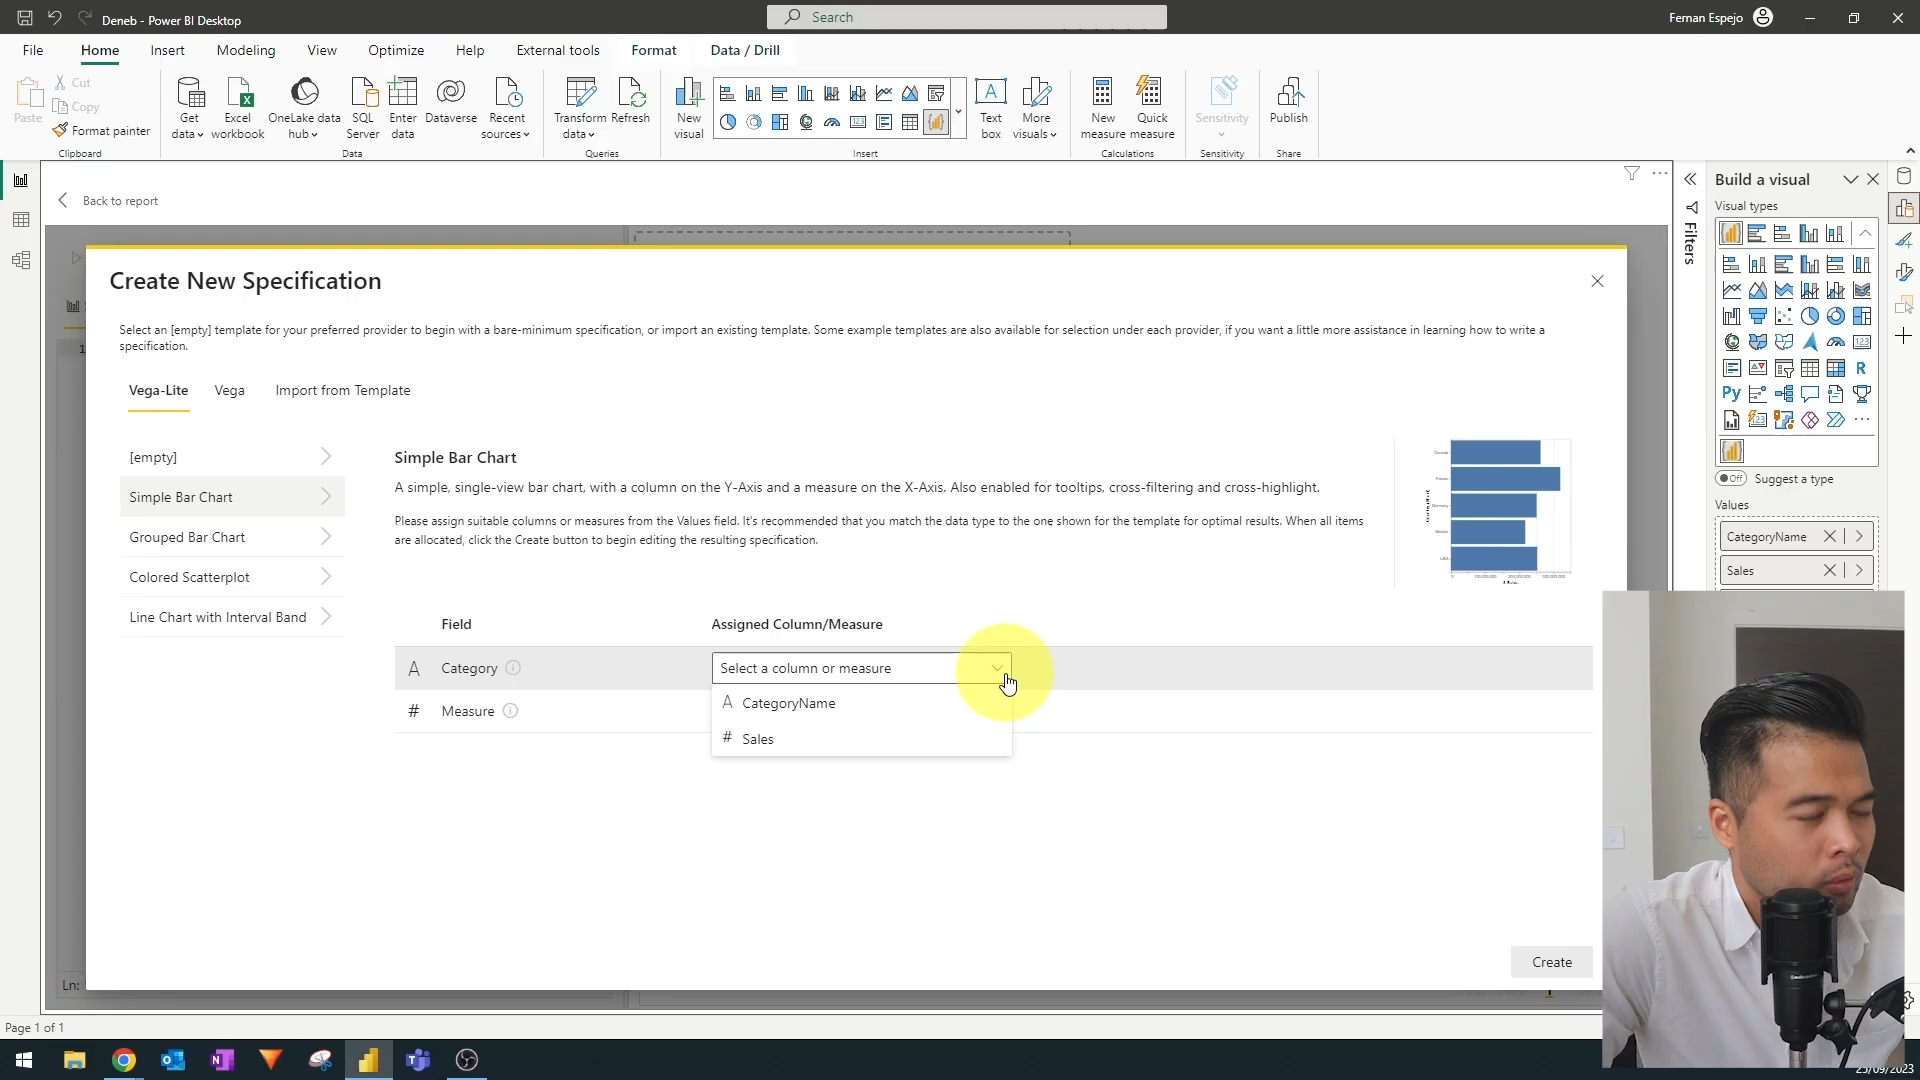 Deneb - Power BI Desktop
Search
Fernan Espejo
File
Home
Insert
Modeling
View
Optimize
Help
External tools
Format
Data / Drill
Paste
Cut
Copy
Format painter
Clipboard
Get
data
Excel
workbook
OneLake data
hub
SQL
Server
Enter
data
Dataverse
Recent
sources
Data
Transform
data
Refresh
Queries
New
visual
Text
box
More
visuals
Insert
New
measure
Quick
measure
Calculations
Sensitivity
Sensitivity
Publish
Share
Back to report
Filters
Build a visual
Visual types
Suggest a type
Off
Values
CategoryName
Sales
Create New Specification
Select an [empty] template for your preferred provider to begin with a bare-minimum specification, or import an existing template. Some example templates are also available for selection under each provider, if you want a little more assistance in learning how to write a
specification.
1
Vega-Lite
Vega
Import from Template
[empty]
Simple Bar Chart
Grouped Bar Chart
Colored Scatterplot
Line Chart with Interval Band
Simple Bar Chart
A simple, single-view bar chart, with a column on the Y-Axis and a measure on the X-Axis. Also enabled for tooltips, cross-filtering and cross-highlight.
Please assign suitable columns or measures from the Values field. It's recommended that you match the data type to the one shown for the template for optimal results. When all items
are allocated, click the Create button to begin editing the resulting specification.
Field
Assigned Column/Measure
A Category
Select a column or measure
A CategoryName
# Measure
# Sales
Create
Ln:
Page 1 of 1
25/09/2023